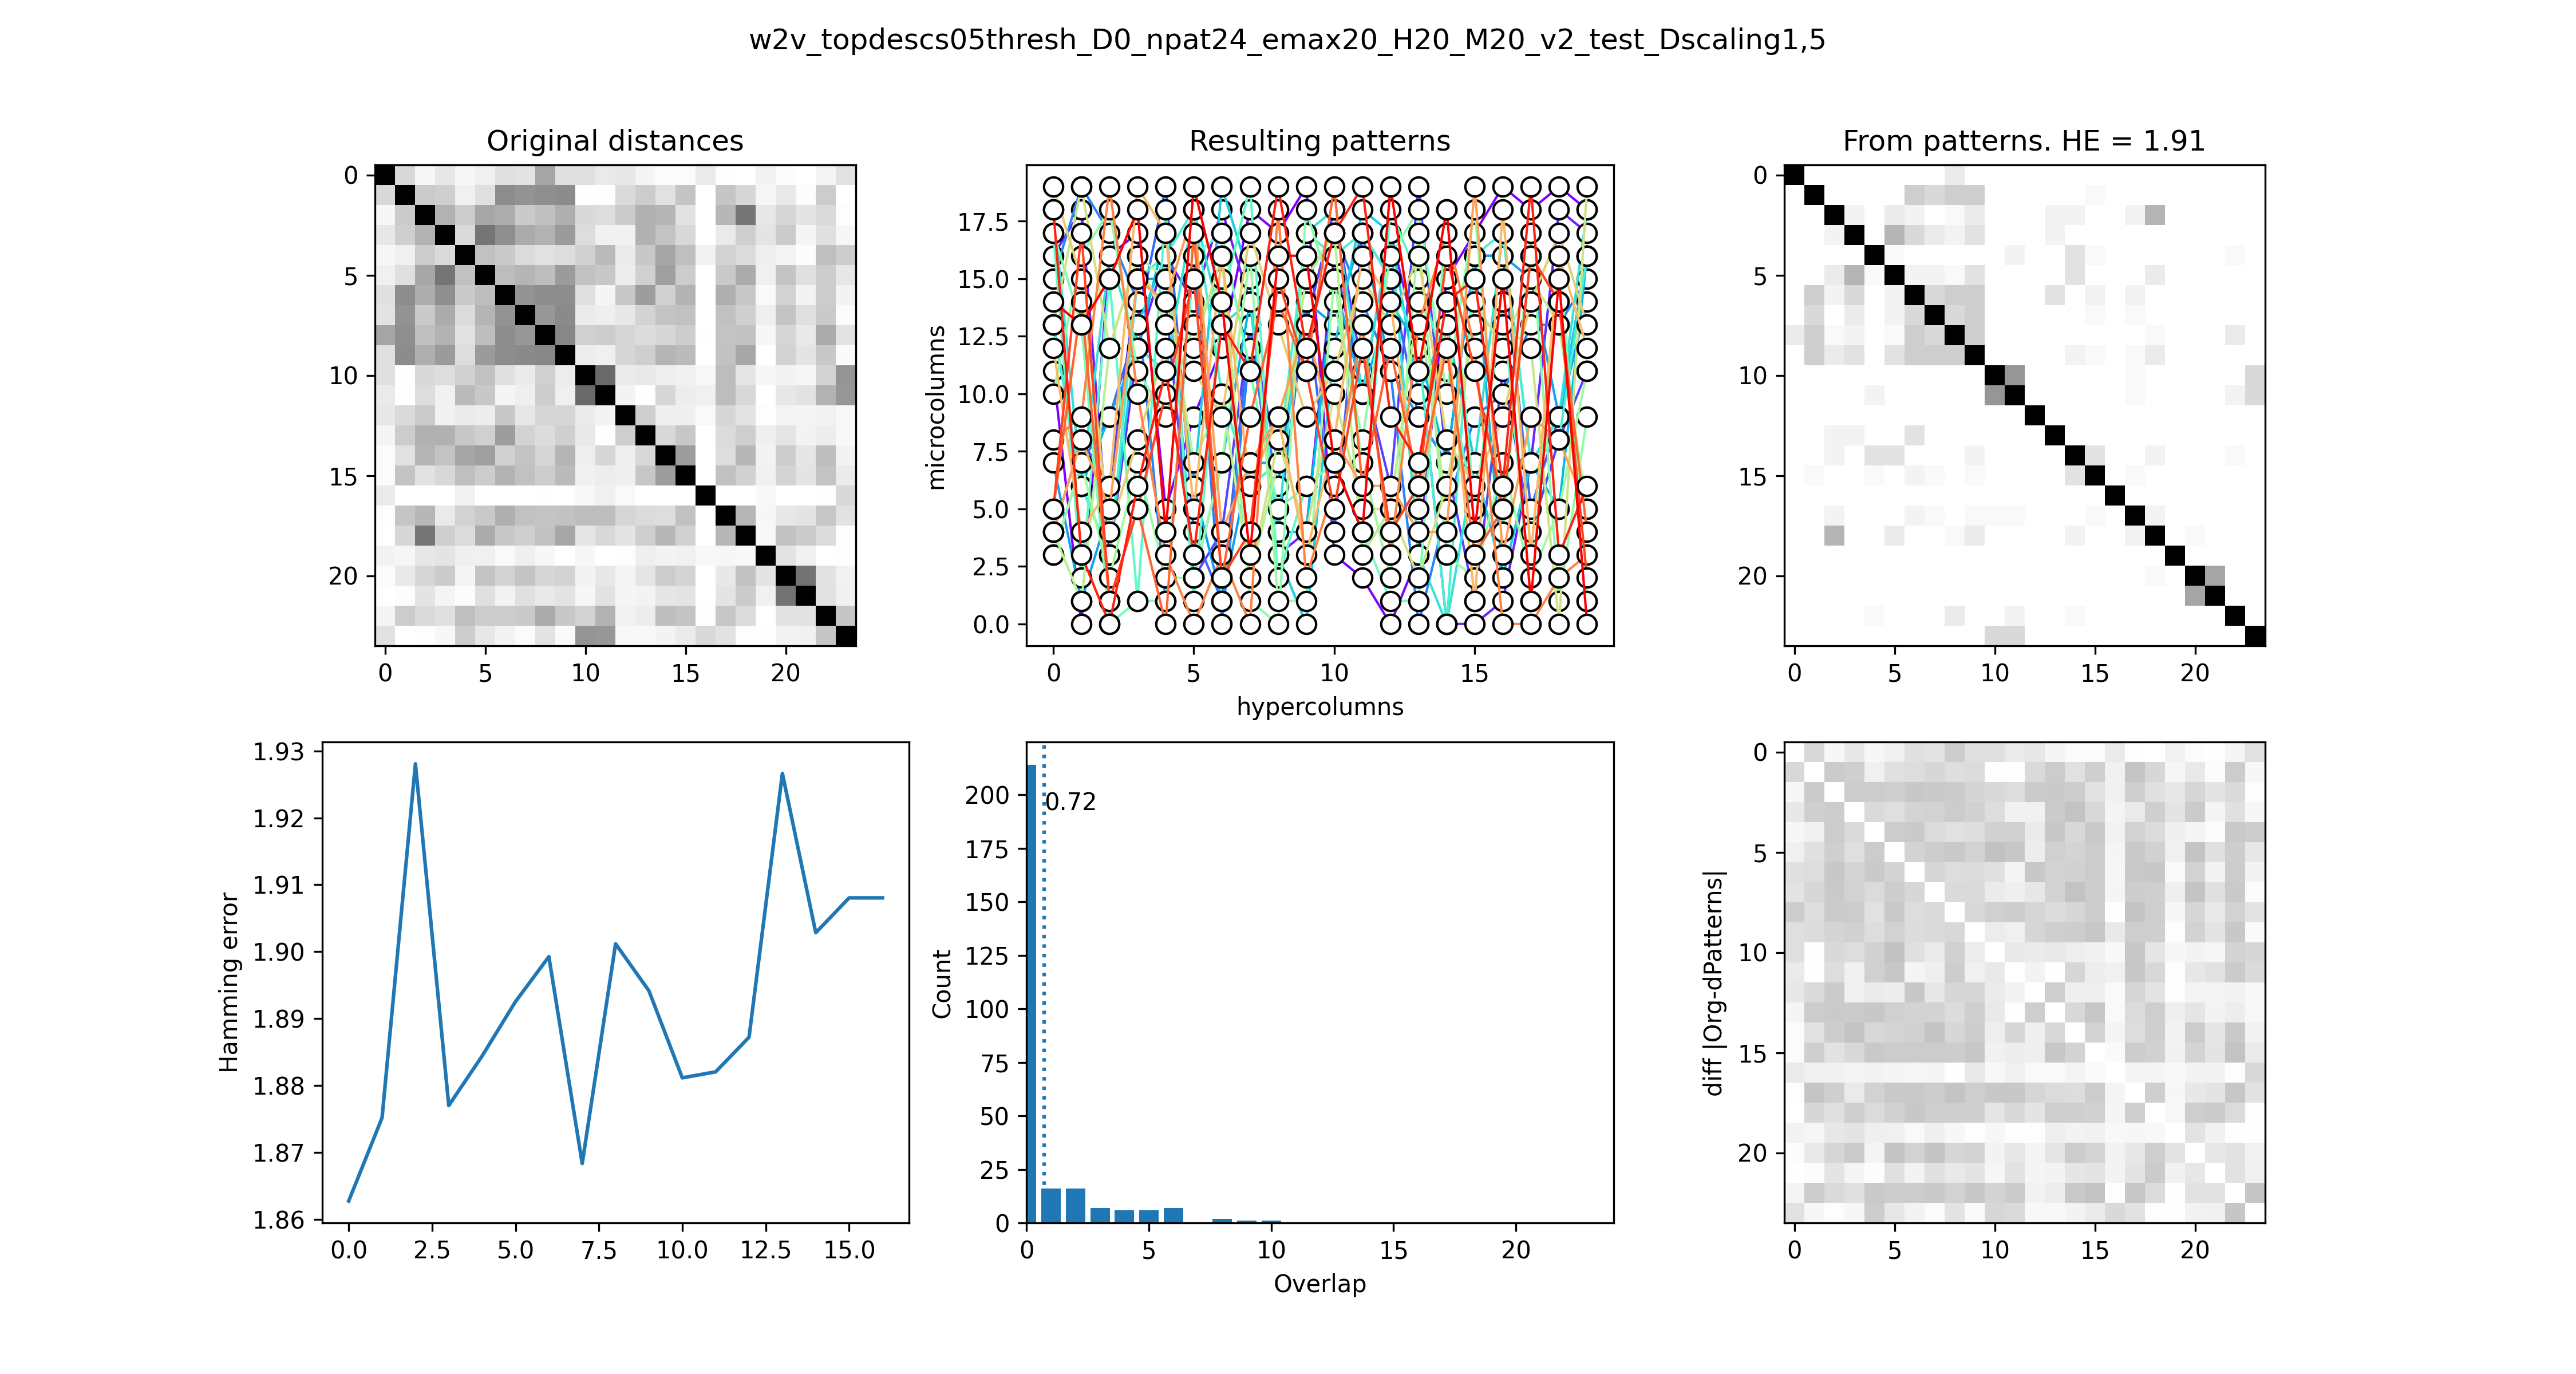 w2v_topdescs05thresh_D0_npat24_emax20_H20_M20_v2_test_Dscaling1,5
Original distances
0
5
10
15
20
0 5 10 15 20
Resulting patterns
microcolumns
17.5
15.0
12.5
10.0
7.5
5.0
2.5
0.0
0 5 10 15
hypercolumns
From patterns. HE = 1.91
0
5
10
15
20
0 5 10 15 20
Hamming error
1.93
1.92
1.91
1.90
1.89
1.88
1.87
1.86
0.0 2.5 5.0 7.5 10.0 12.5 15.0
Count
200
175
150
125
100
75
50
25
0
0.72
0 5 10 15 20
Overlap
diff |Org-dPatterns|
0
5
10
15
20
0 5 10 15 20